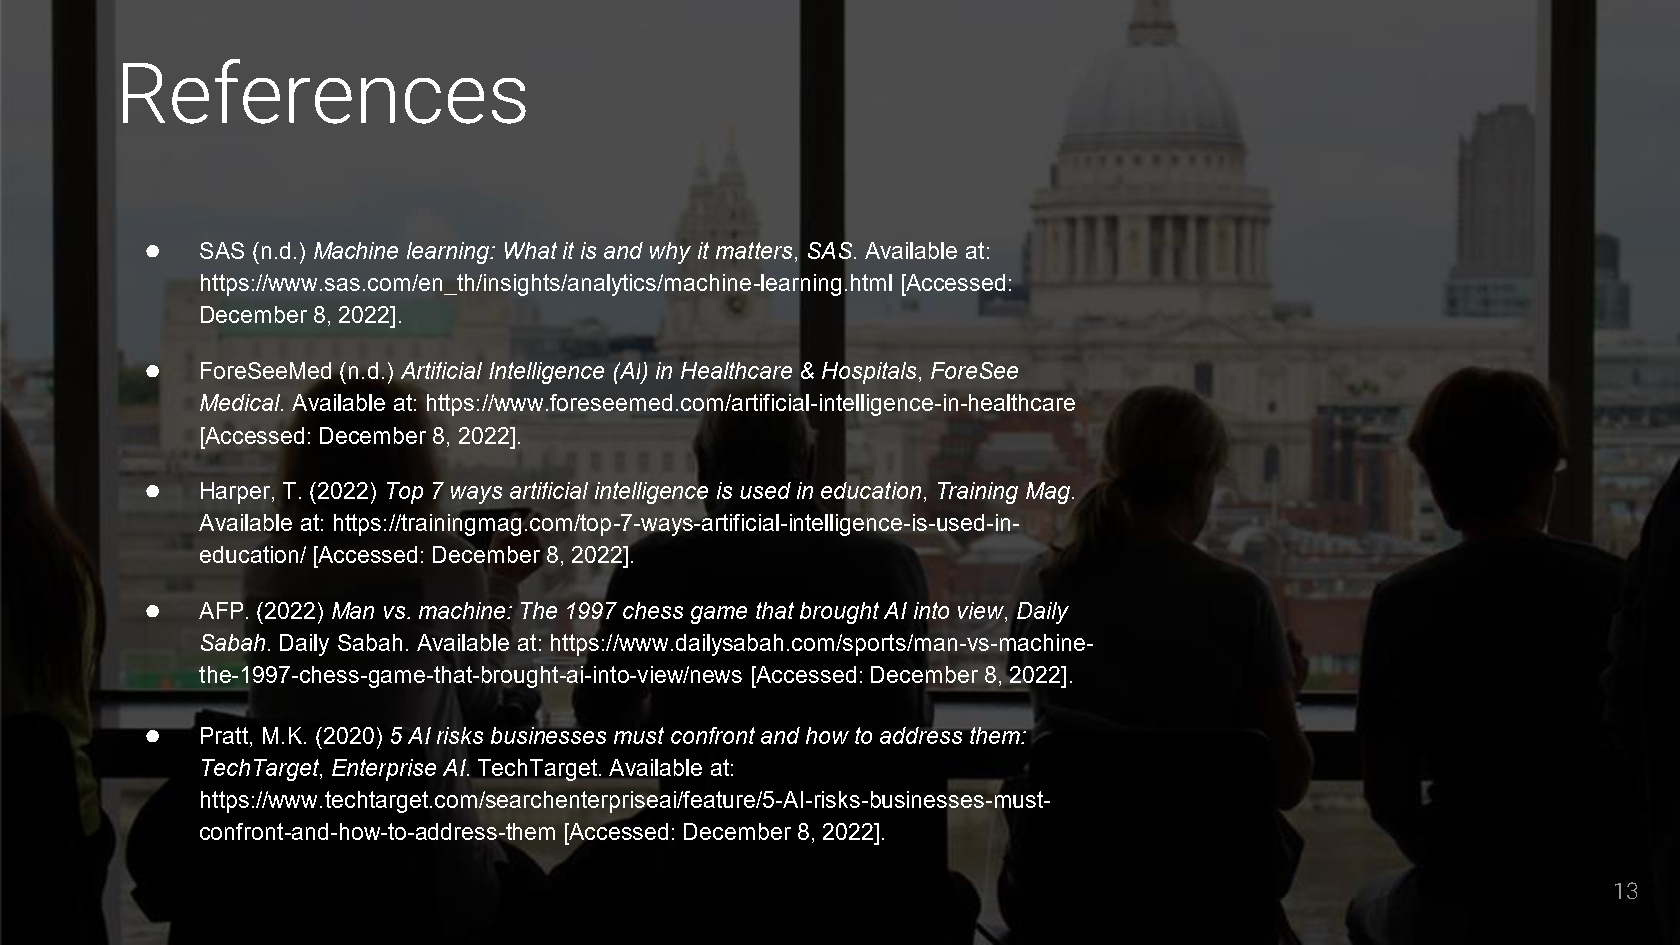 References
● SAS (n.d.) Machine learning: What it is and why it matters, SAS. Available at:
https://www.sas.com/en_th/insights/analytics/machine-learning.html [Accessed:
December 8, 2022].
● ForeSeeMed (n.d.) Artificial Intelligence (AI) in Healthcare & Hospitals, ForeSee
Medical. Available at: https://www.foreseemed.com/artificial-intelligence-in-healthcare
[Accessed: December 8, 2022].
● Harper, T. (2022) Top 7 ways artificial intelligence is used in education, Training Mag.
Available at: https://trainingmag.com/top-7-ways-artificial-intelligence-is-used-in-
education/ [Accessed: December 8, 2022].
● AFP. (2022) Man vs. machine: The 1997 chess game that brought AI into view, Daily
Sabah. Daily Sabah. Available at: https://www.dailysabah.com/sports/man-vs-machine-
the-1997-chess-game-that-brought-ai-into-view/news [Accessed: December 8, 2022].
● Pratt, M.K. (2020) 5 AI risks businesses must confront and how to address them:
TechTarget, Enterprise AI. TechTarget. Available at:
https://www.techtarget.com/searchenterpriseai/feature/5-AI-risks-businesses-must-
confront-and-how-to-address-them [Accessed: December 8, 2022].
13